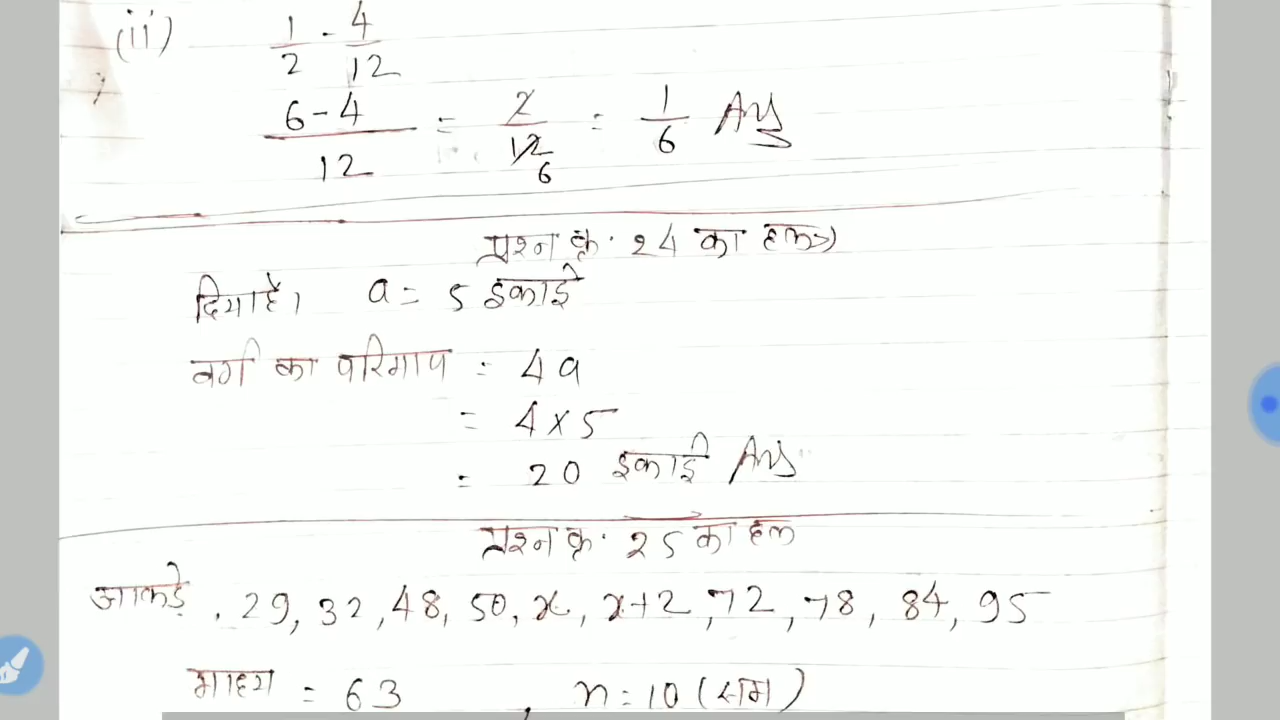 (ii) 1/2 - 4/12
6-4/12 = 2/12 6 = 1/6 Ans
प्रश्न क्र. 24 का हल→
दिया है। a = 5 इकाई
वर्ग का परिमाप = 4a
= 4×5
= 20 इकाई Ans
प्रश्न क्र. 25 का हल
आकडे, 29, 32, 48, 50, x, x+2, 72, 78, 84, 95
माध्य = 63, n = 10 (सम)